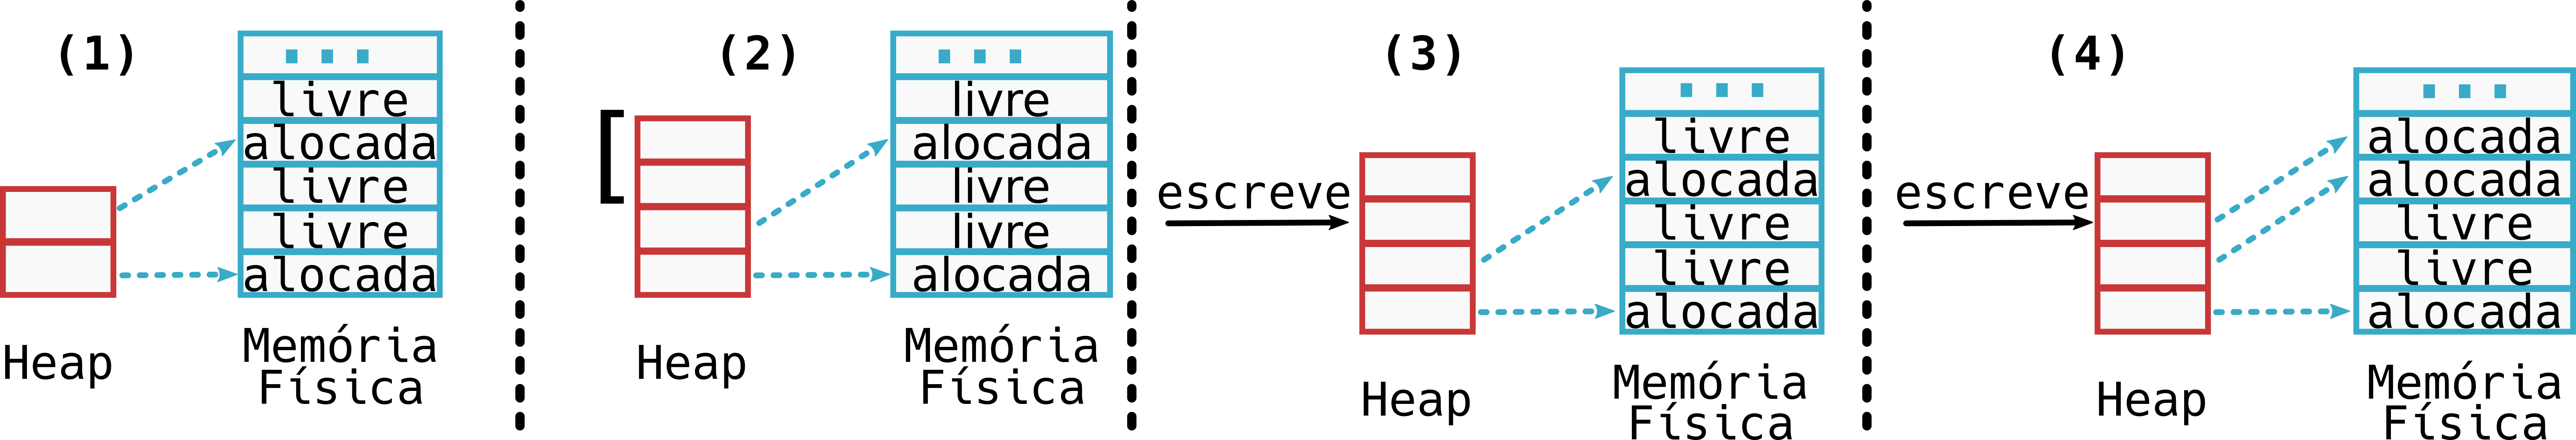 (1)
. . .
livre
alocada
livre
livre
alocada
Heap
Memória
Física
(2)
. . .
livre
alocada
livre
livre
alocada
Heap
Memória
Física
(3)
. . .
livre
alocada
livre
livre
alocada
escreve
Heap
Memória
Física
(4)
. . .
alocada
alocada
livre
livre
alocada
escreve
Heap
Memória
Física